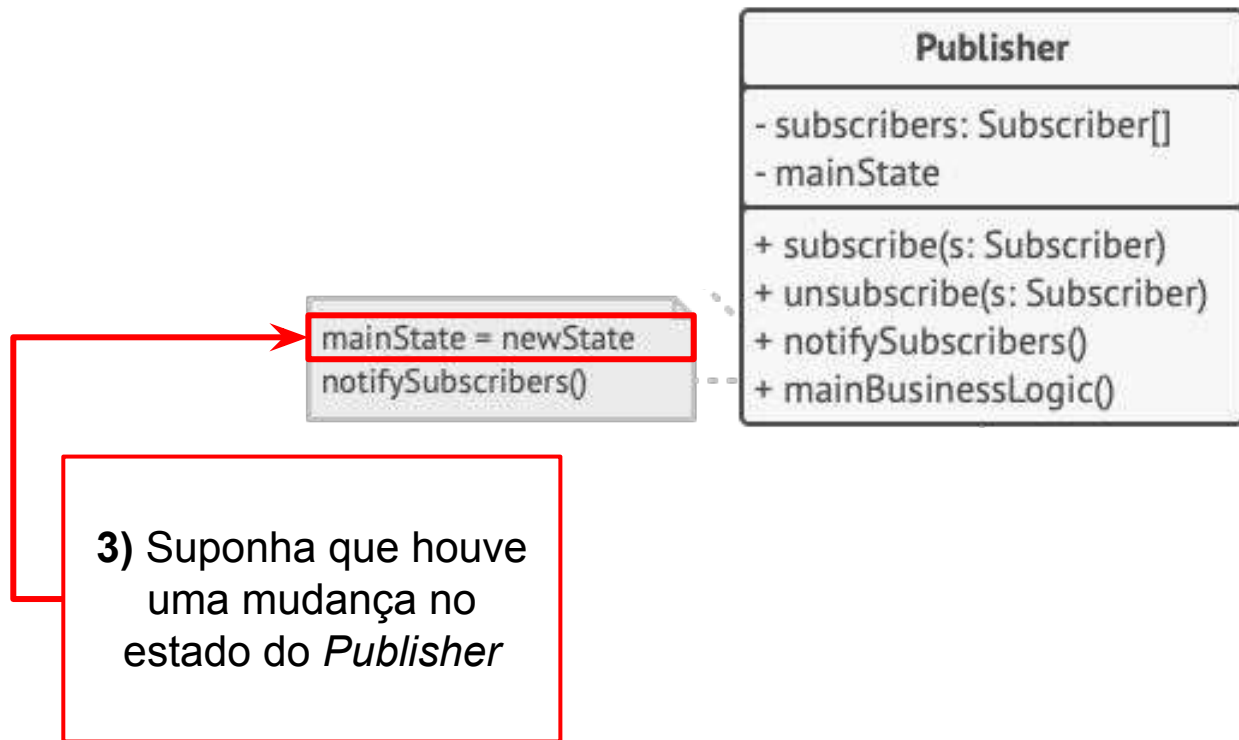 Publisher
- subscribers: Subscriber[]
- mainState
+ subscribe(s: Subscriber)
+ unsubscribe(s: Subscriber)
+ notifySubscribers()
+ mainBusinessLogic()
mainState = newState
notifySubscribers()
3) Suponha que houve
uma mudança no
estado do Publisher